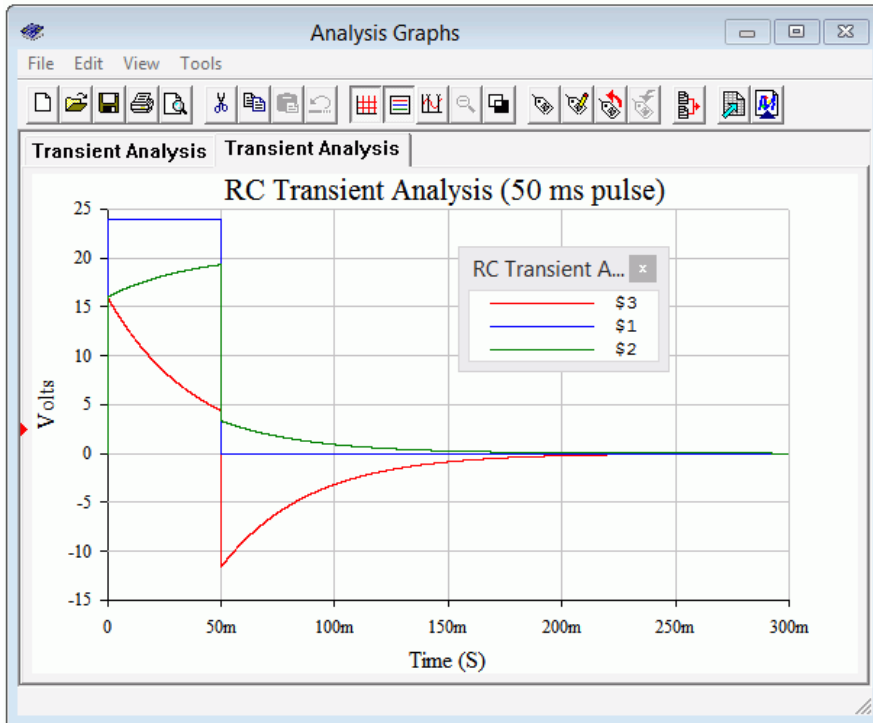 Analysis Graphs
File Edit View Tools
Transient Analysis Transient Analysis
RC Transient Analysis (50 ms pulse)
25
20
15
10
5
0
-5
-10
-15
Volts
RC Transient A... x
$3
$1
$2
0 50m 100m 150m 200m 250m 300m
Time (S)